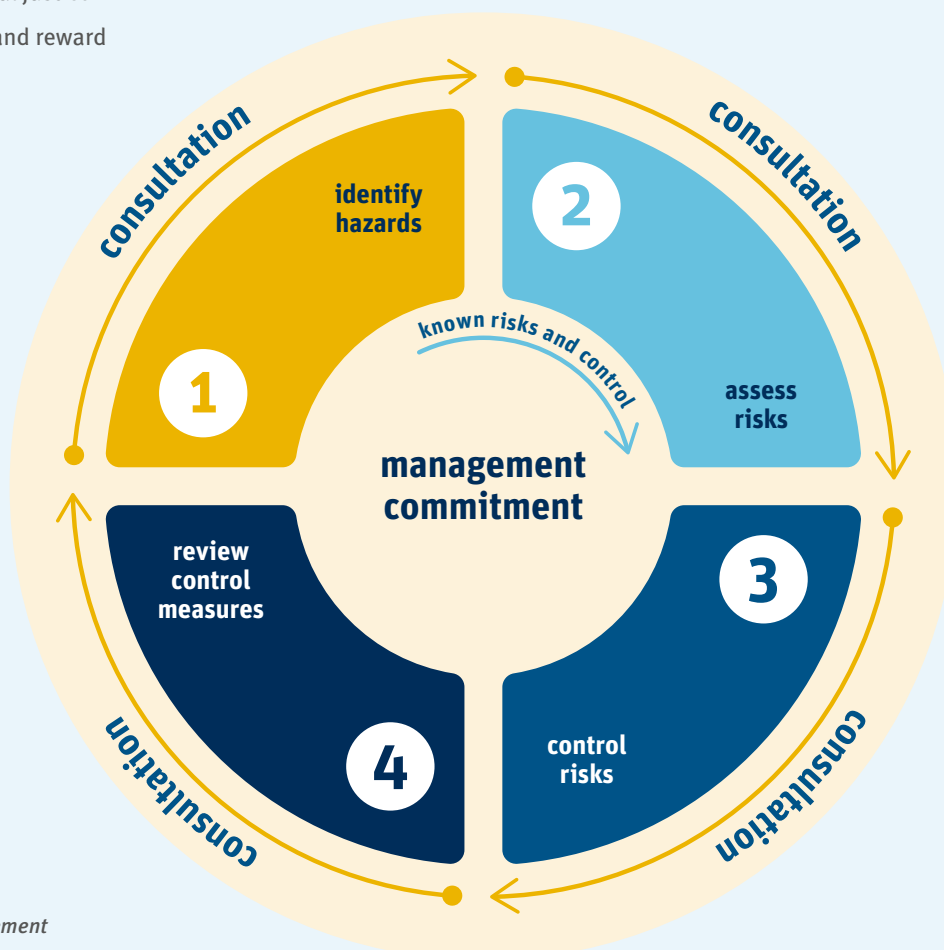 and reward
consultation
consultation
identify
hazards
2
known risks and control
1
assess
risks
management
commitment
review
control
measures
3
4
control
risks
consultation
consultation